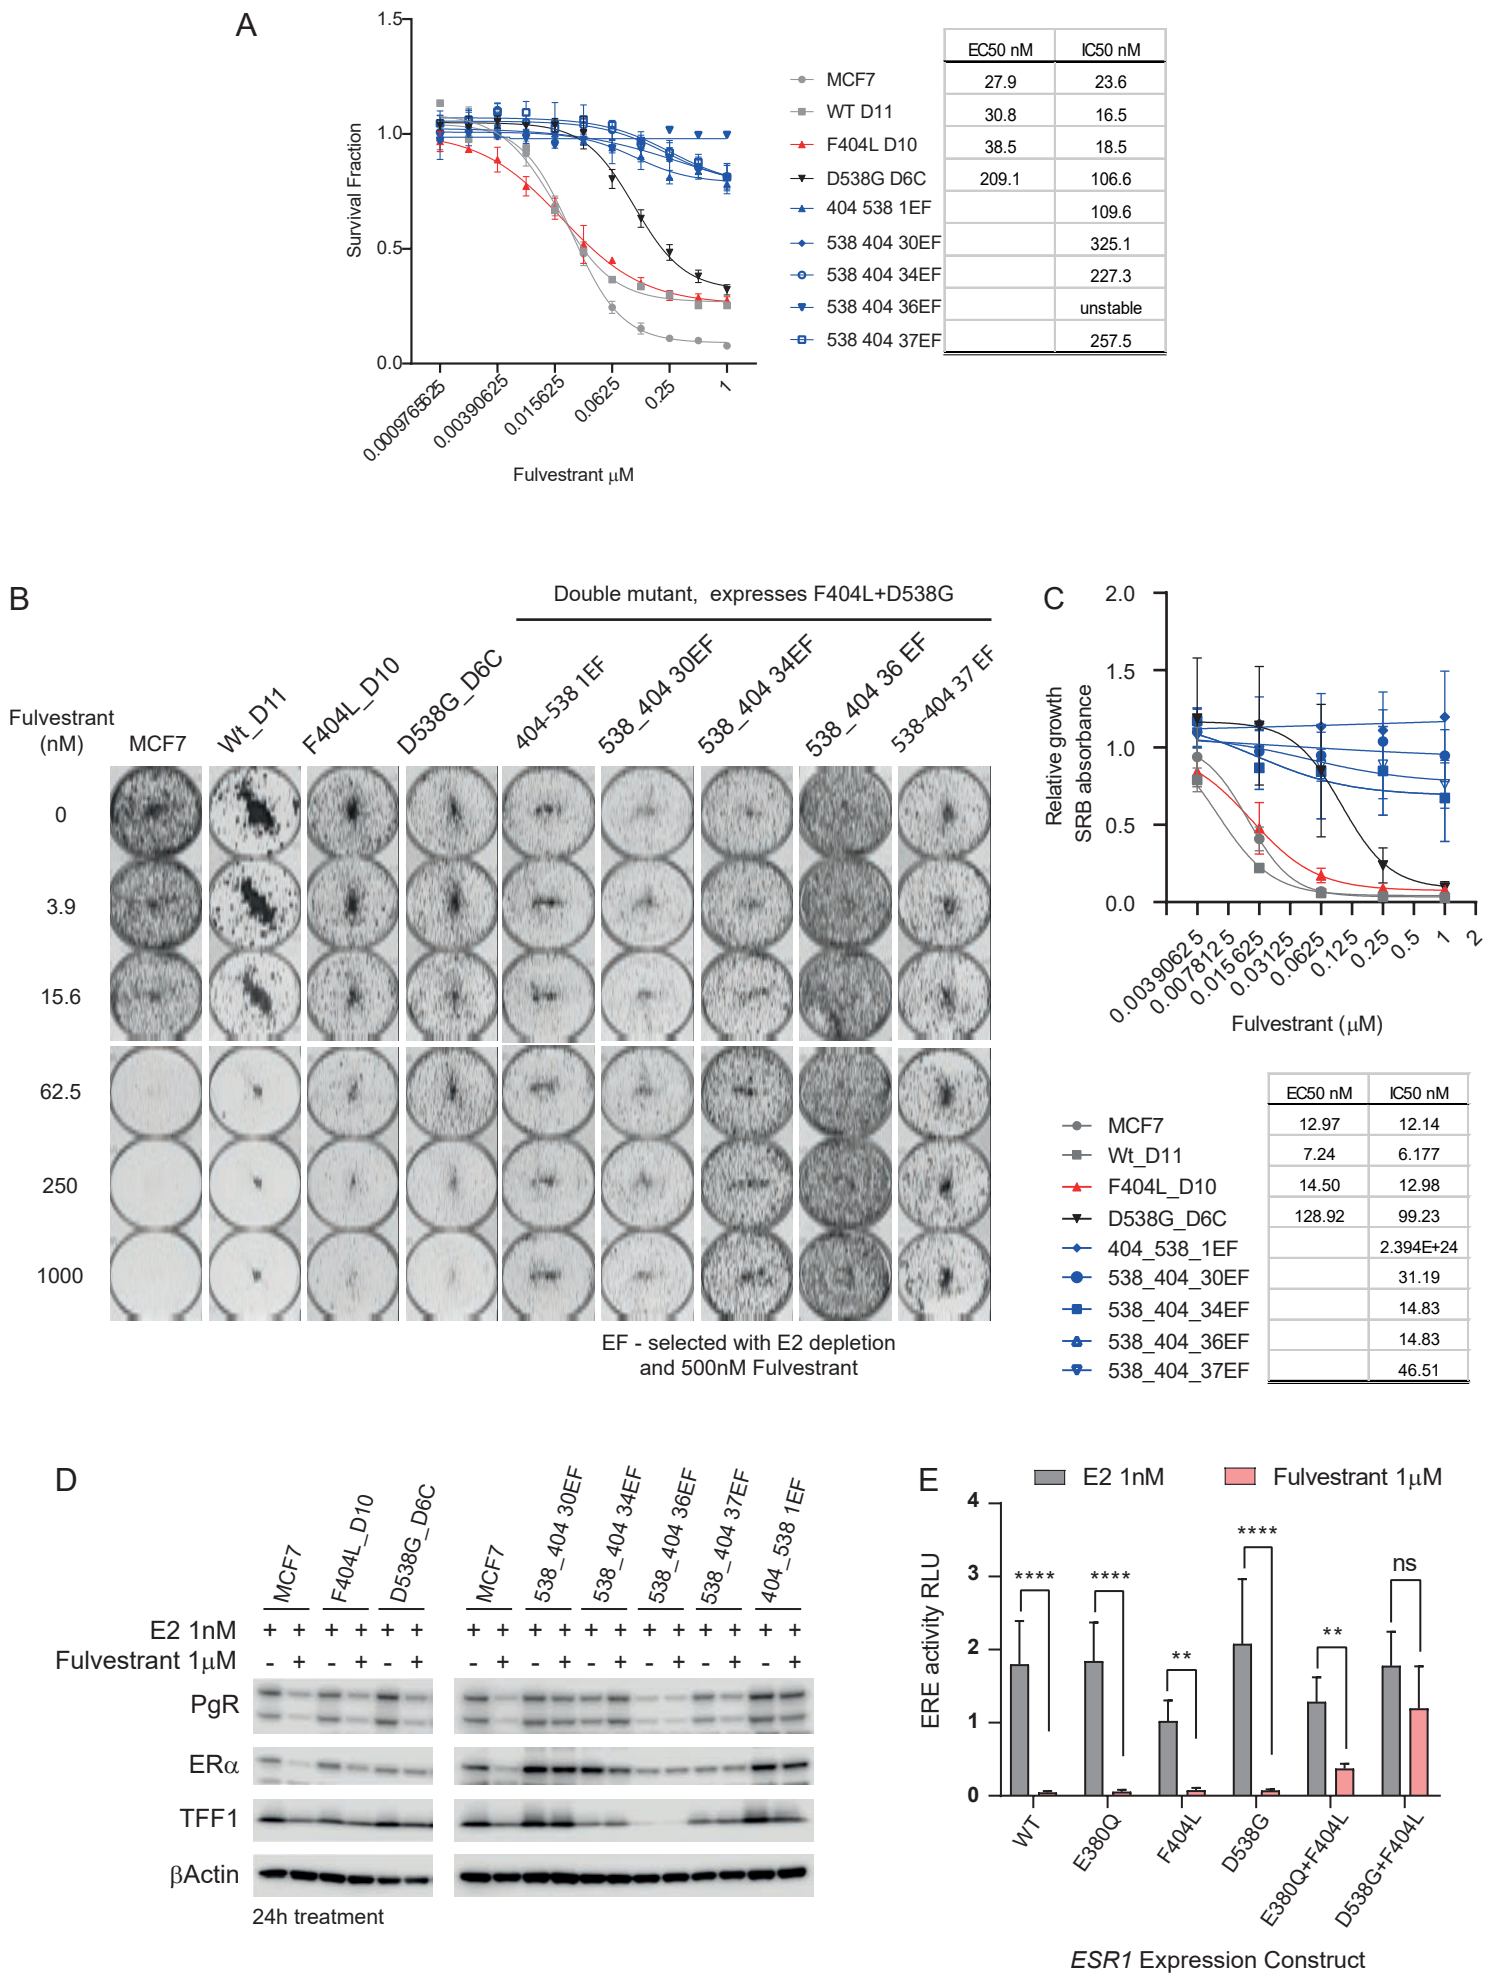 A
1.5
1.0
0.5
0.0
Survival Fraction
0.0009765625
0.00390625
0.015625
0.0625
0.25
1
Fulvestrant μM
MCF7
WT D11
F404L D10
D538G D6C
404 538 1EF
538 404 30EF
538 404 34EF
538 404 36EF
538 404 37EF
EC50 nM IC50 nM
27.9 23.6
30.8 16.5
38.5 18.5
209.1 106.6
109.6
325.1
227.3
unstable
257.5
B
Double mutant, expresses F404L+D538G
Fulvestrant
(nM)
MCF7
Wt_D11
F404L_D10
D538G_D6C
404-538 1EF
538_404 30EF
538_404 34EF
538_404 36 EF
538-404 37 EF
0
3.9
15.6
62.5
250
1000
EF - selected with E2 depletion
and 500nM Fulvestrant
C
2.0
1.5
1.0
0.5
0.0
Relative growth
SRB absorbance
0.00390625
0.0078125
0.015625
0.03125
0.0625
0.125
0.25
0.5
1
2
Fulvestrant (μM)
MCF7
Wt_D11
F404L_D10
D538G_D6C
404_538_1EF
538_404_30EF
538_404_34EF
538_404_36EF
538_404_37EF
EC50 nM IC50 nM
12.97 12.14
7.24 6.177
14.50 12.98
128.92 99.23
2.394E+24
31.19
14.83
14.83
46.51
D
MCF7
F404L_D10
D538G_D6C
MCF7
538_404 30EF
538_404 34EF
538_404 36EF
538_404 37EF
404_538 1EF
E2 1nM + + + + + + + + + + + + + + + + + +
Fulvestrant 1μM - + - + - + - + - + - + - + - + - +
PgR
ERα
TFF1
βActin
24h treatment
E
E2 1nM
Fulvestrant 1μM
4
3
2
1
0
ERE activity RLU
****
****
**
****
**
ns
WT
E380Q
F404L
D538G
E380Q+F404L
D538G+F404L
ESR1 Expression Construct